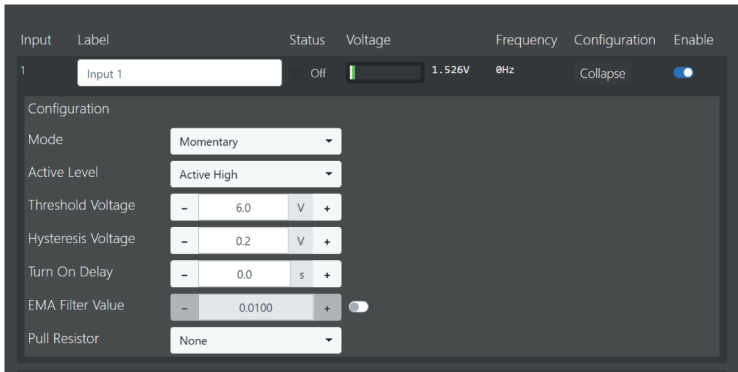 Input Label Status Voltage Frequency Configuration Enable
1 Input 1 Off 1.526V 0Hz Collapse
Configuration
Mode Momentary
Active Level Active High
Threshold Voltage - 6.0 V +
Hysteresis Voltage - 0.2 V +
Turn On Delay - 0.0 s +
EMA Filter Value - 0.0100 +
Pull Resistor None